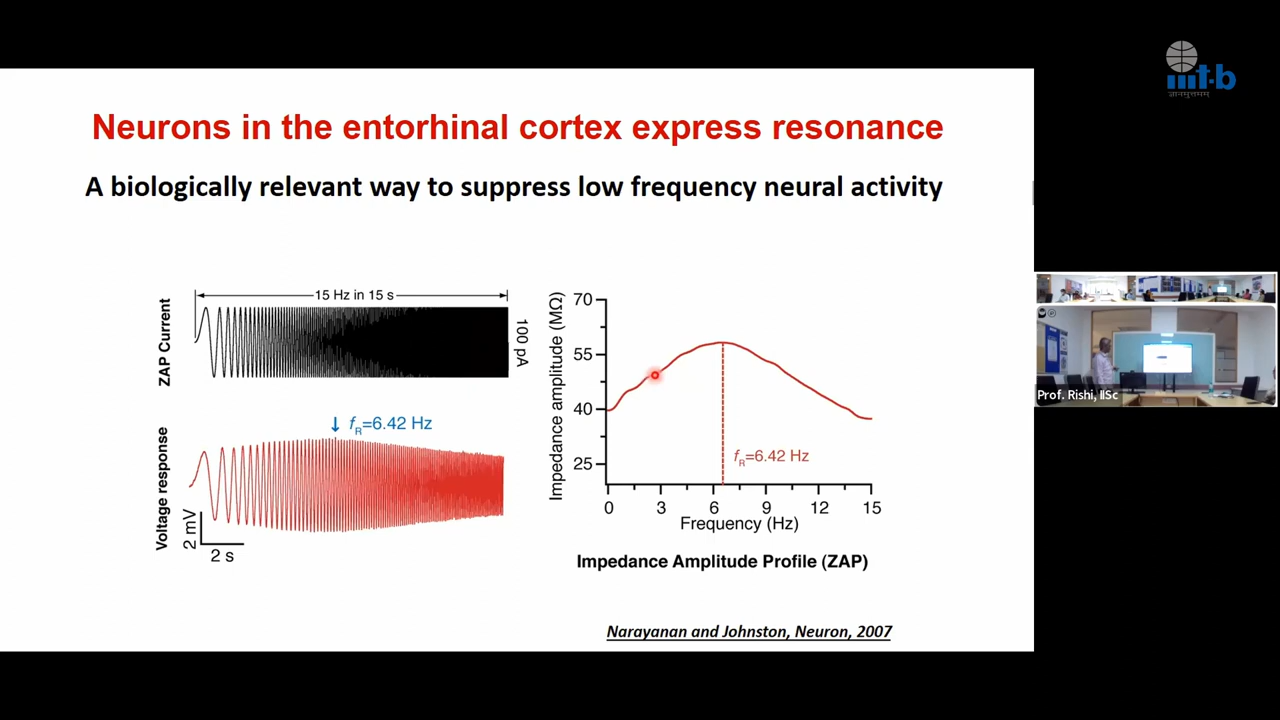 iiit-b
ज्ञानमुत्तमम्
Neurons in the entorhinal cortex express resonance
A biologically relevant way to suppress low frequency neural activity
15 Hz in 15 s
ZAP Current
100 pA
fR=6.42 Hz
Voltage response
2 mV
2 s
Impedance amplitude (MΩ)
70
55
40
25
fR=6.42 Hz
0 3 6 9 12 15
Frequency (Hz)
Impedance Amplitude Profile (ZAP)
Narayanan and Johnston, Neuron, 2007
Prof. Rishi, IISc